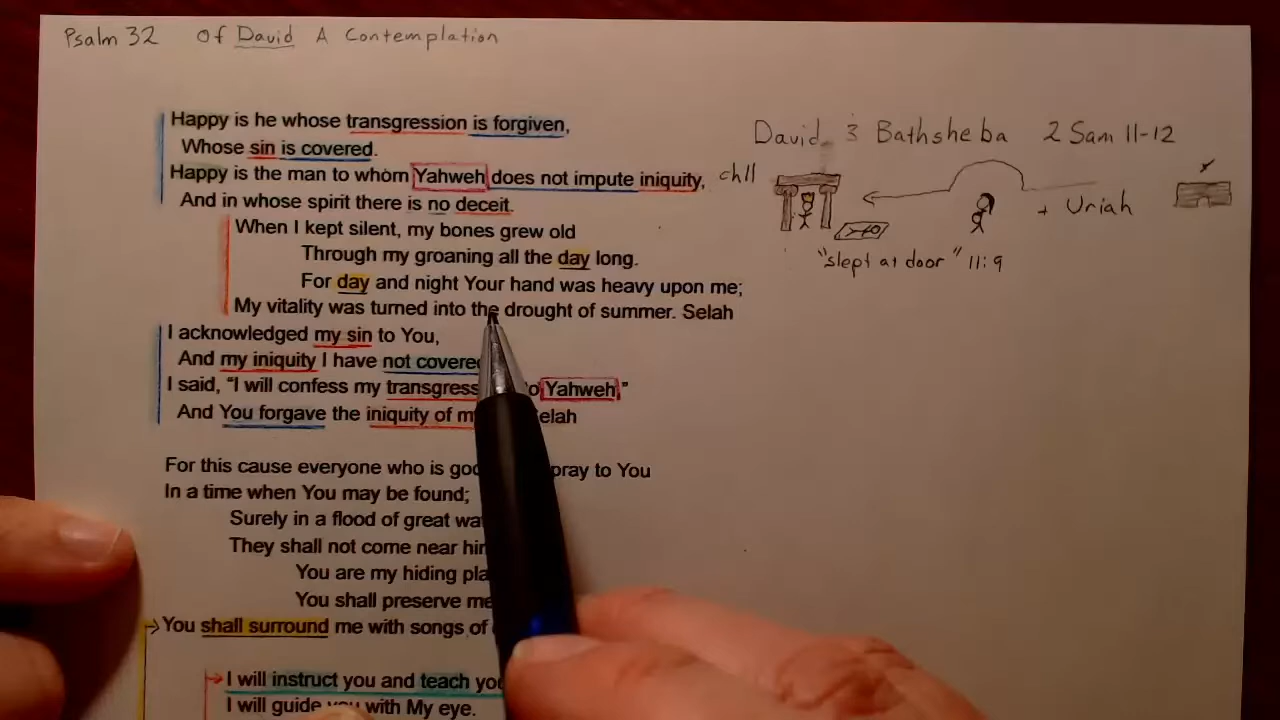 Psalm 32 Of David A Contemplation
Happy is he whose transgression is forgiven,
Whose sin is covered.
Happy is the man to whom Yahweh does not impute iniquity,
And in whose spirit there is no deceit.
When I kept silent, my bones grew old
Through my groaning all the day long.
For day and night Your hand was heavy upon me;
My vitality was turned into the drought of summer. Selah
I acknowledged my sin to You,
And my iniquity I have not covered
I said, “I will confess my transgress to Yahweh,”
And You forgave the iniquity of m Selah
For this cause everyone who is god pray to You
In a time when You may be found;
Surely in a flood of great wa
They shall not come near him
You are my hiding pla
You shall preserve me
You shall surround me with songs of
I will instruct you and teach you
I will guide you with My eye.
David & Bathsheba 2 Sam 11-12
ch11
+ Uriah
"slept at door" 11:9